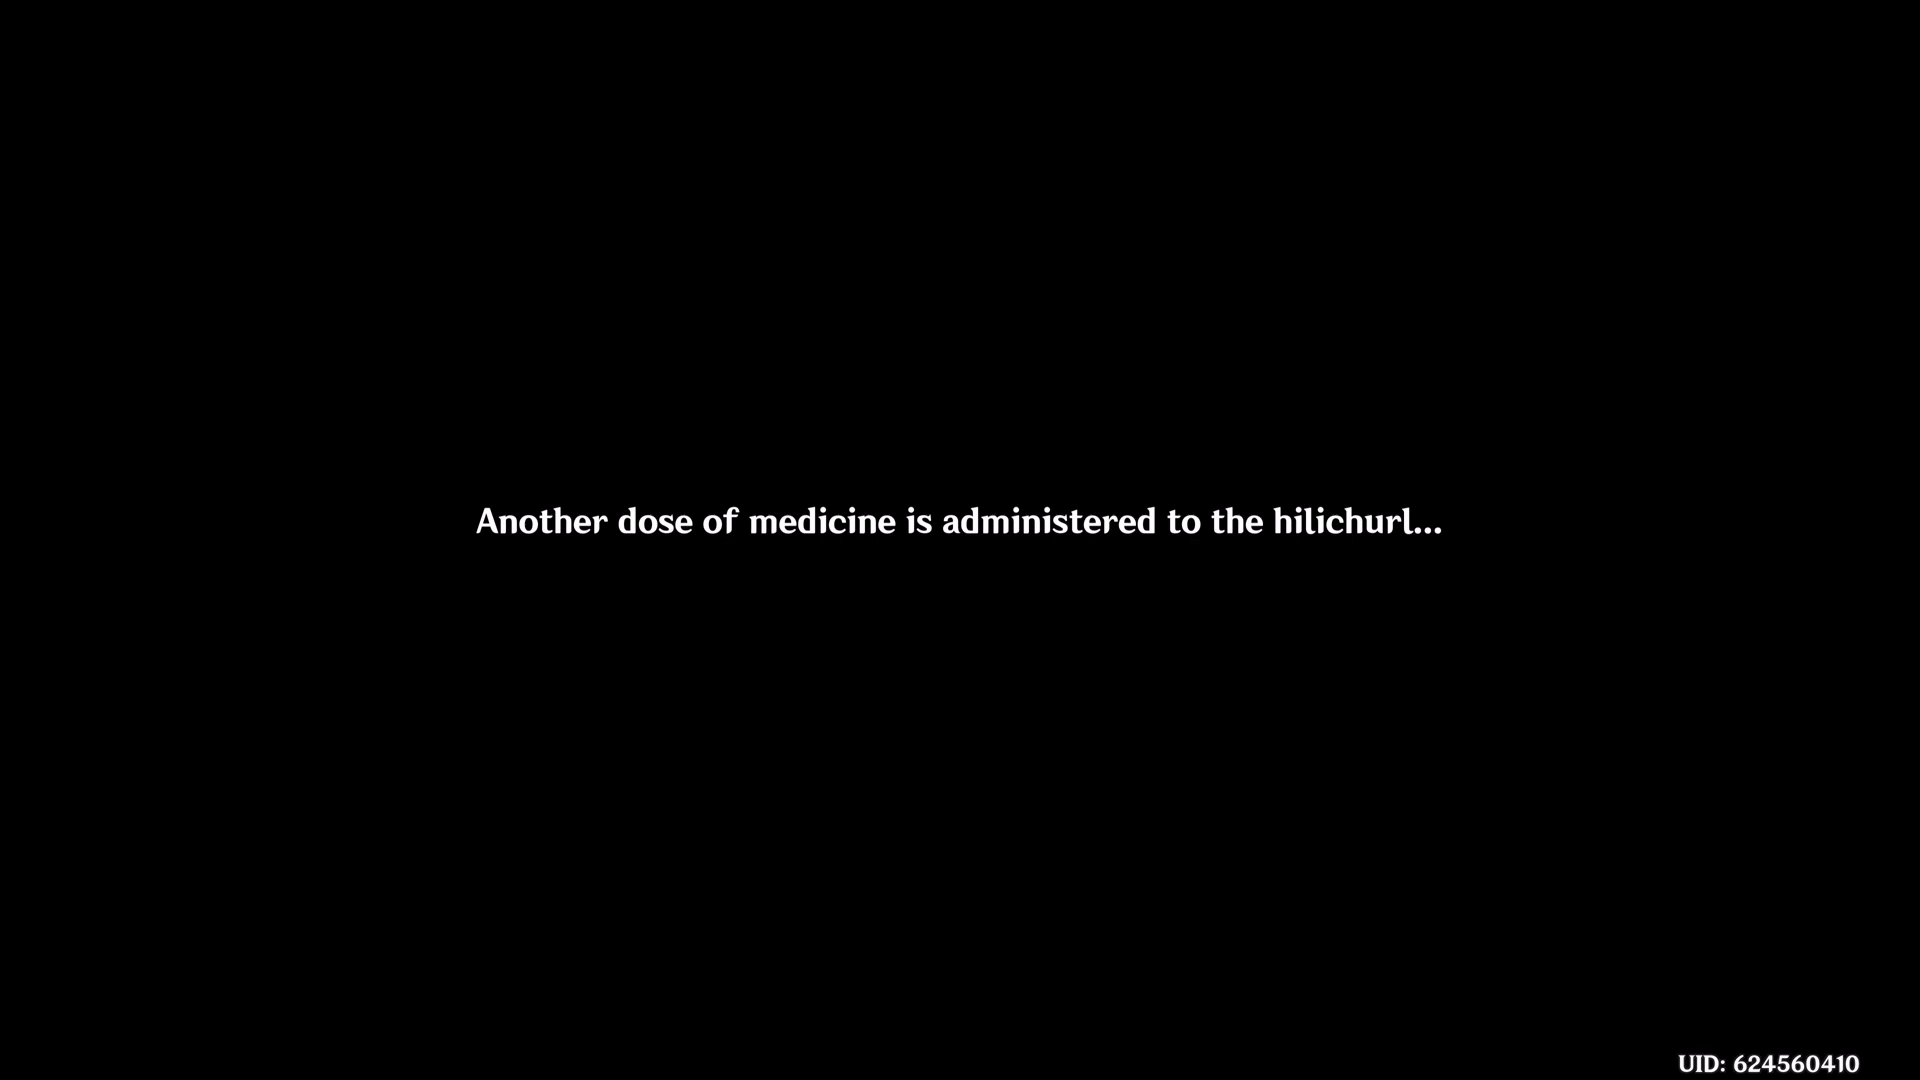 Another dose of medicine is administered to the hilichurl...
UID: 624560410